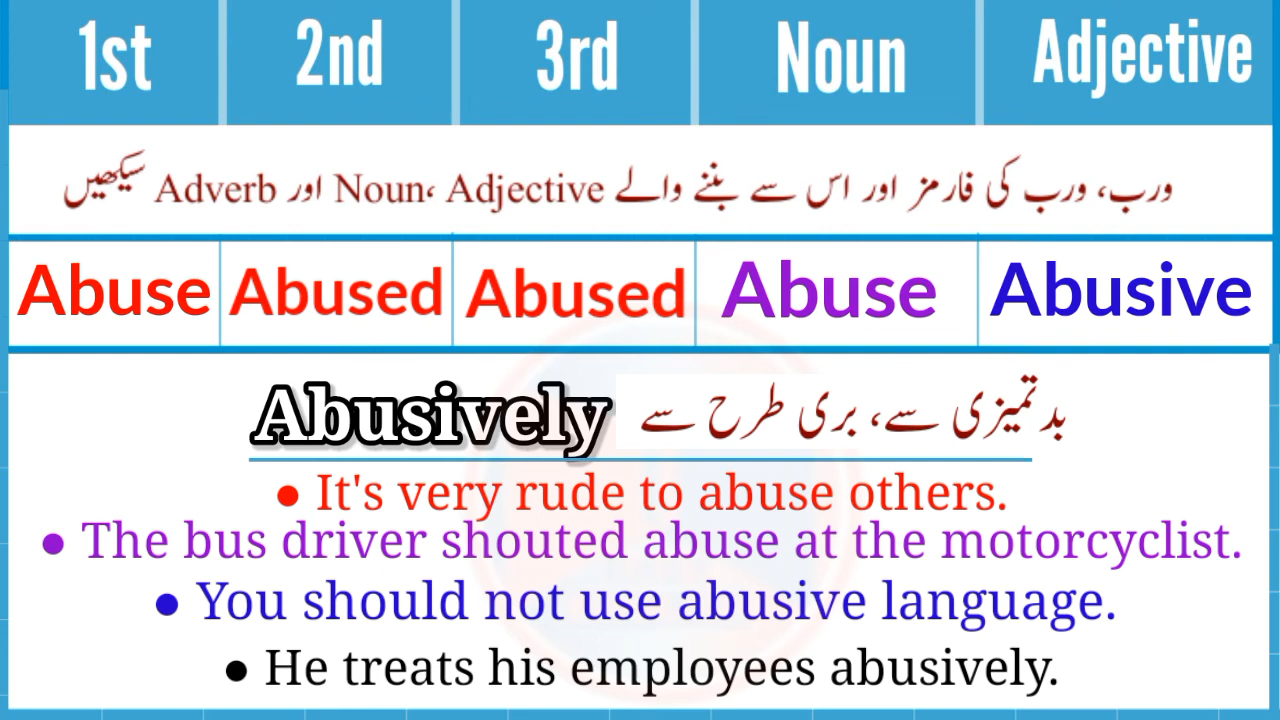 1st 2nd 3rd Noun Adjective
ورب، ورب کی فارمز اور اس سے بننے والے Noun، Adjective اور Adverb سیکھیں
Abuse Abused Abused Abuse Abusive
Abusively بدتمیزی سے، بری طرح سے
• It's very rude to abuse others.
• The bus driver shouted abuse at the motorcyclist.
• You should not use abusive language.
• He treats his employees abusively.